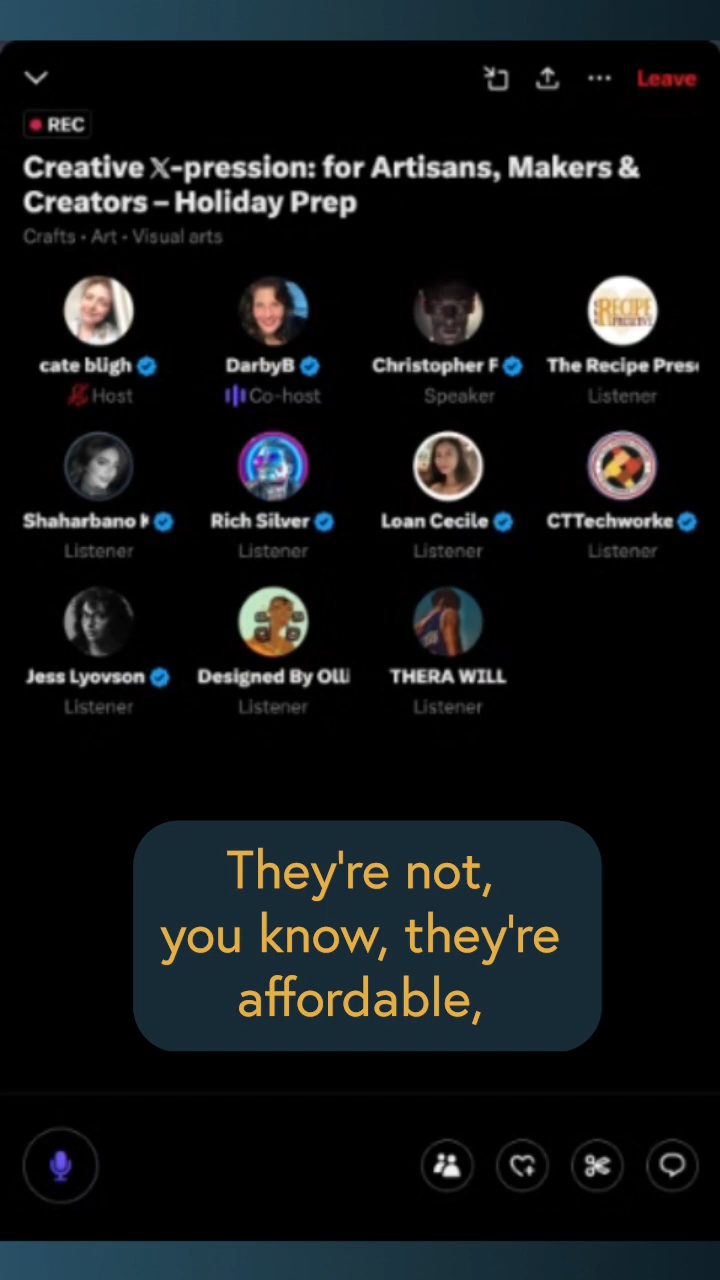 Leave
REC
Creative 𝕏-pression: for Artisans, Makers &
Creators – Holiday Prep
Crafts • Art • Visual arts
cate bligh
DarbyB
Christopher F
The Recipe Pres
Host
Co-host
Speaker
Listener
RECIPE
Shaharbano
Rich Silver
Loan Cecile
CTTechworke
Listener
Listener
Listener
Listener
Jess Lyovson
Designed By Olli
THERA WILL
Listener
Listener
Listener
They're not,
you know, they're
affordable,